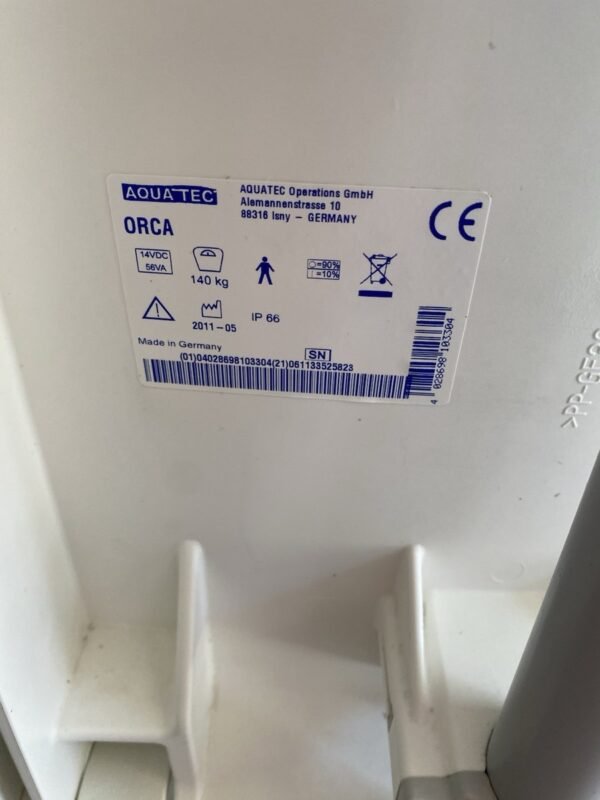 AQUATEC
AQUATEC Operations GmbH
Alemannenstrasse 10
88316 Isny – GERMANY
CE
ORCA
14VDC
56VA
140 kg
=90%
=10%
2011-05
IP 66
Made in Germany
SN
(01)04028698103304(21)061133525823
4 028698 103304